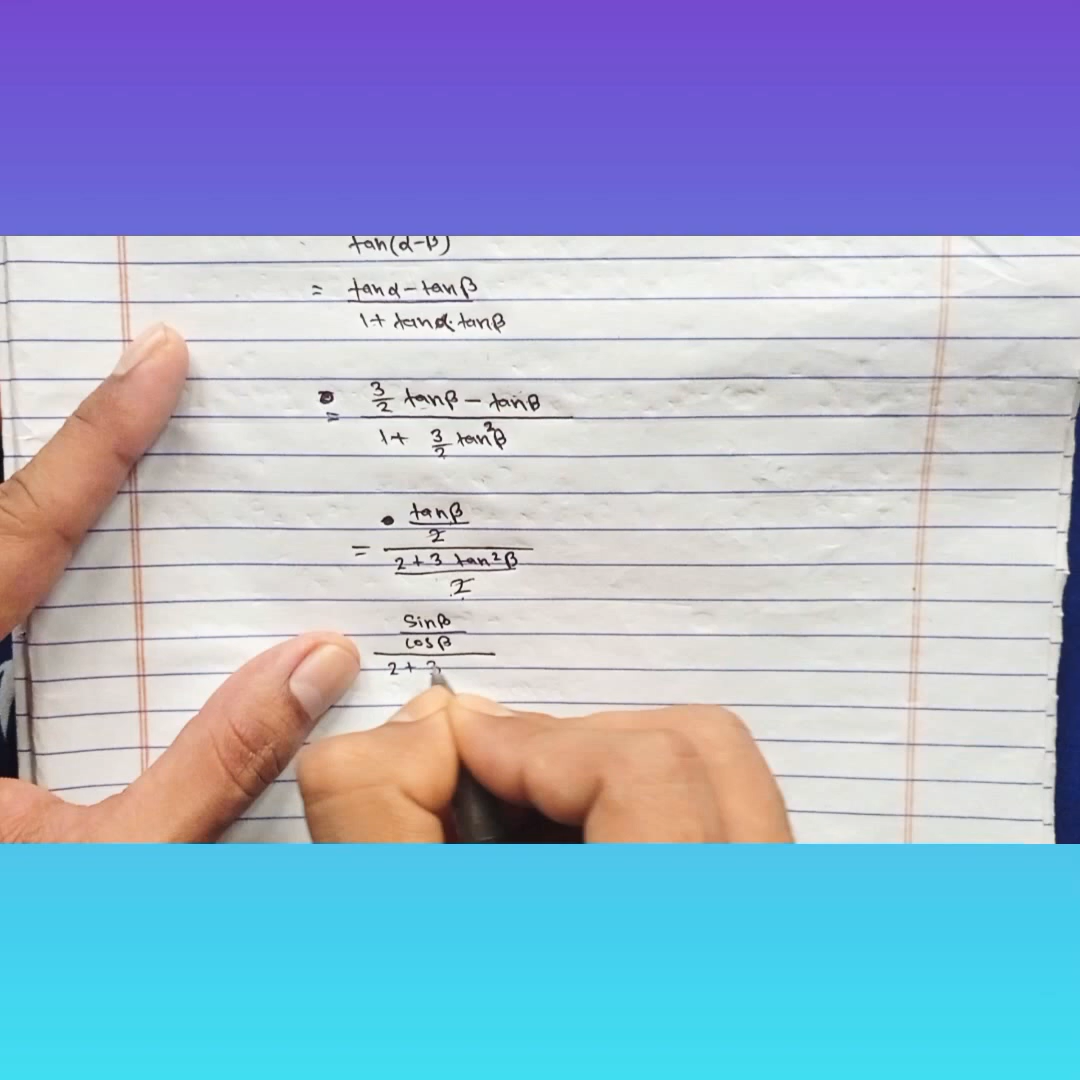 tan(α-β)
= tanα - tanβ
1 + tanα. tanβ
= 3/2 tanβ - tanβ
1 + 3/2 tan²β
tanβ
2
=
2 + 3 tan²β
2
sinβ
cosβ
2 + 3